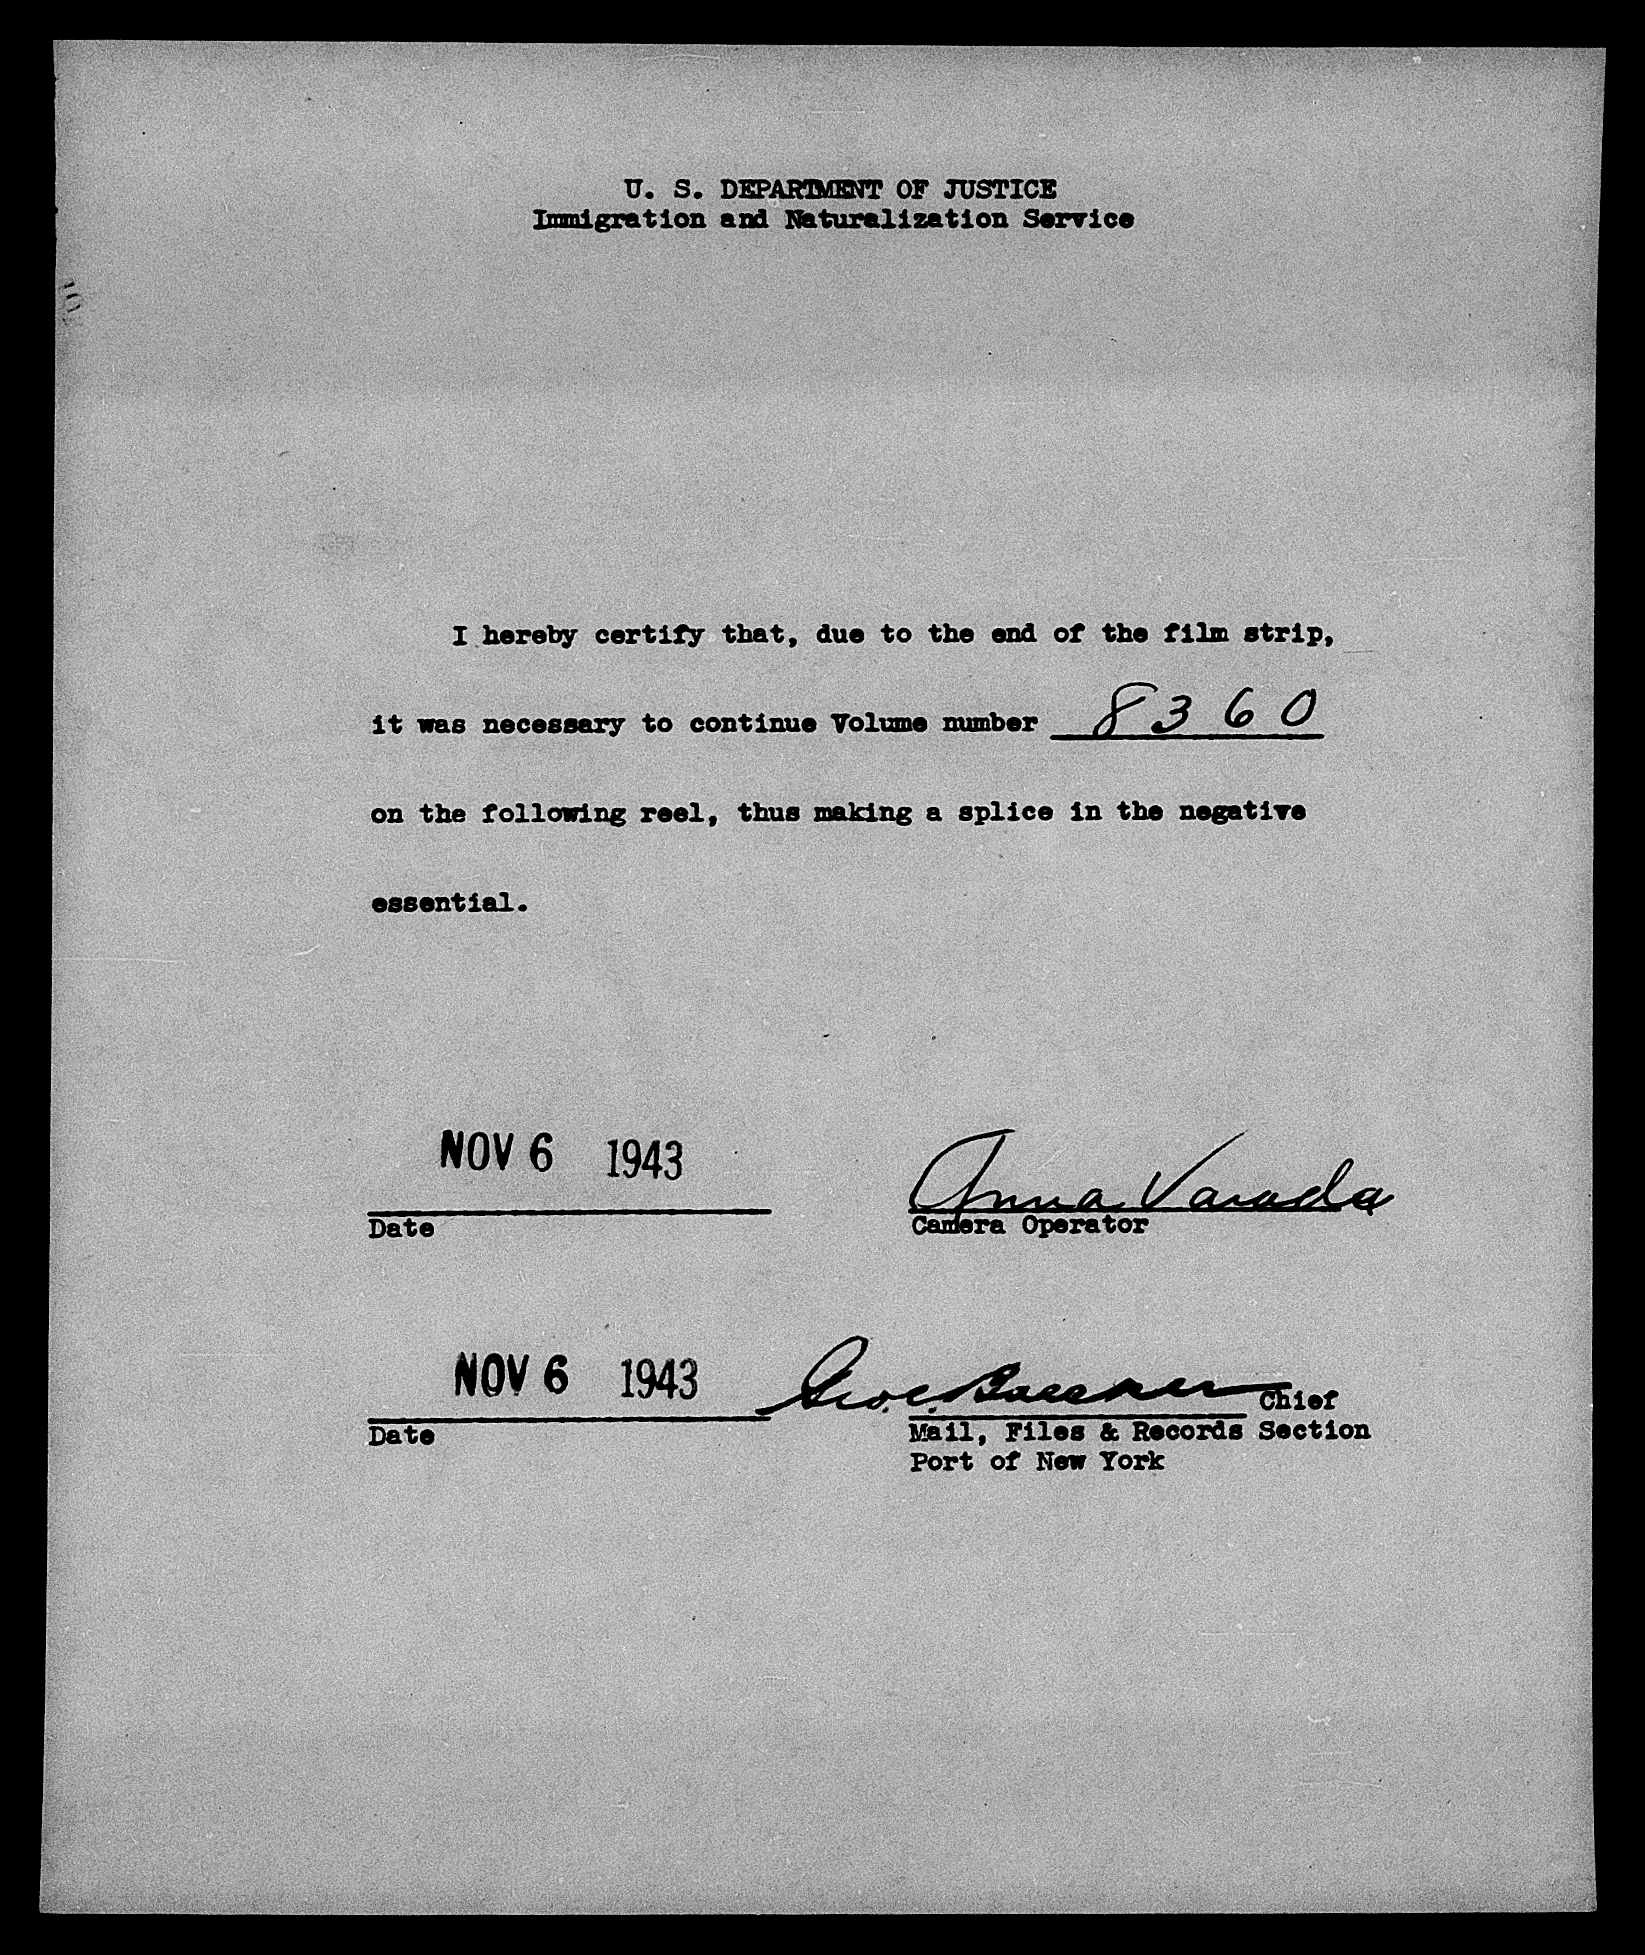 U. S. DEPARTMENT OF JUSTICE
Immigration and Naturalization Service
I hereby certify that, due to the end of the film strip,
it was necessary to continue Volume number 8360
on the following reel, thus making a splice in the negative
essential.
NOV 6 1943
Anna Varada
Date
Camera Operator
NOV 6 1943
Geo. C.
Chief
Date
Mail, Files & Records Section
Port of New York